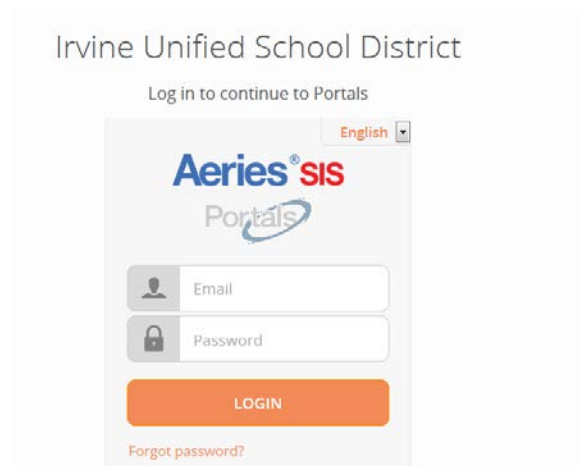 Irvine Unified School District
Log in to continue to Portals
English
Aeries® SIS
Portals
Email
Password
LOGIN
Forgot password?